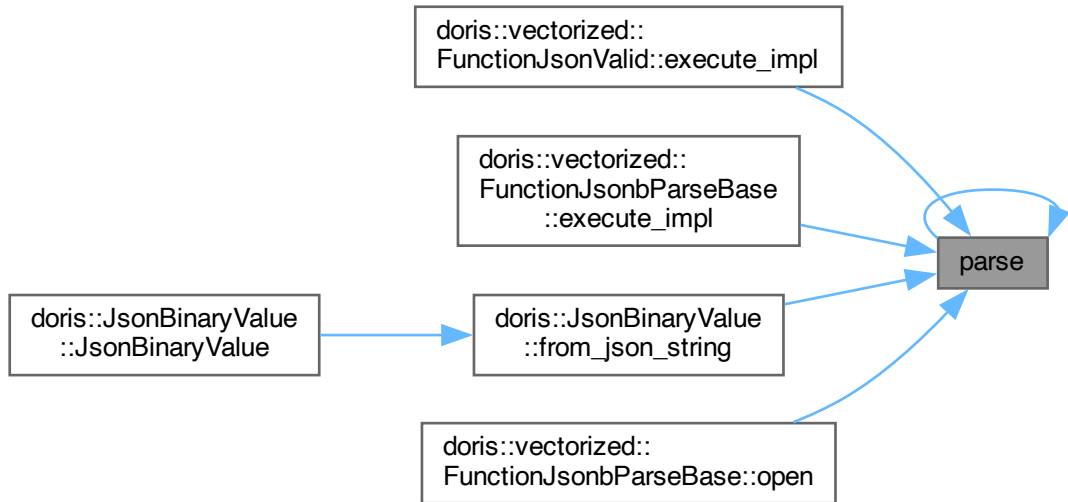 doris::vectorized::
FunctionJsonValid::execute_impl
doris::vectorized::
FunctionJsonbParseBase
::execute_impl
parse
doris::JsonBinaryValue
::JsonBinaryValue
doris::JsonBinaryValue
::from_json_string
doris::vectorized::
FunctionJsonbParseBase::open